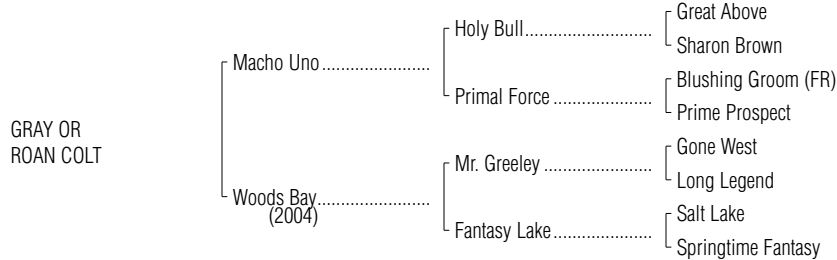 Great Above
Holy Bull
Sharon Brown
Macho Uno
Blushing Groom (FR)
Primal Force
Prime Prospect
GRAY OR
ROAN COLT
Gone West
Mr. Greeley
Long Legend
Woods Bay
(2004)
Salt Lake
Fantasy Lake
Springtime Fantasy